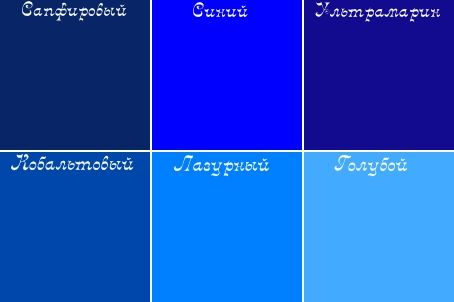 Сапфировый
Синий
Ультрамарин
Кобальтовый
Лазурный
Голубой